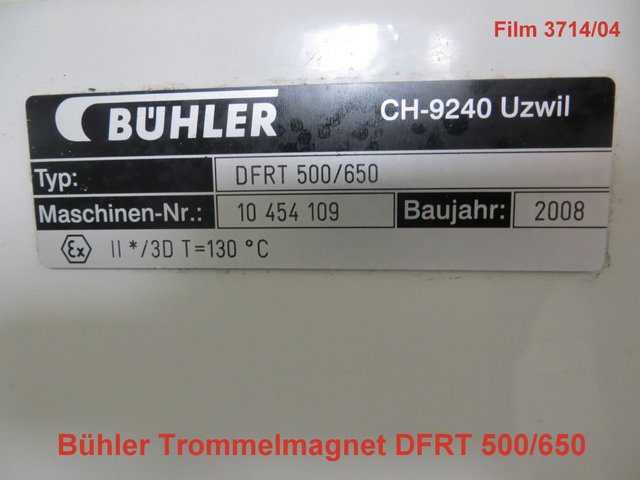 Film 3714/04
BÜHLER CH-9240 Uzwil
Typ: DFRT 500/650
Maschinen-Nr.: 10 454 109 Baujahr: 2008
Ex II */3D T=130 °C
Bühler Trommelmagnet DFRT 500/650